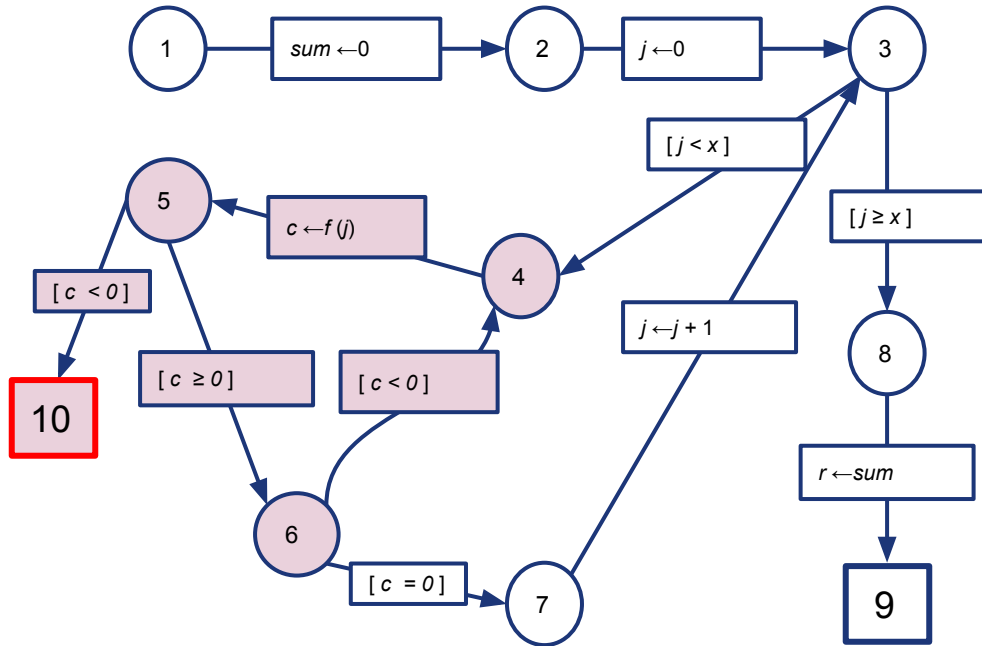 1
sum ←0
2
j ←0
3
[ j < x ]
5
c ←f (j)
4
[ j ≥ x ]
[ c < 0 ]
j ←j + 1
[ c ≥ 0 ]
[ c < 0 ]
8
10
r ←sum
6
[ c = 0 ]
7
9